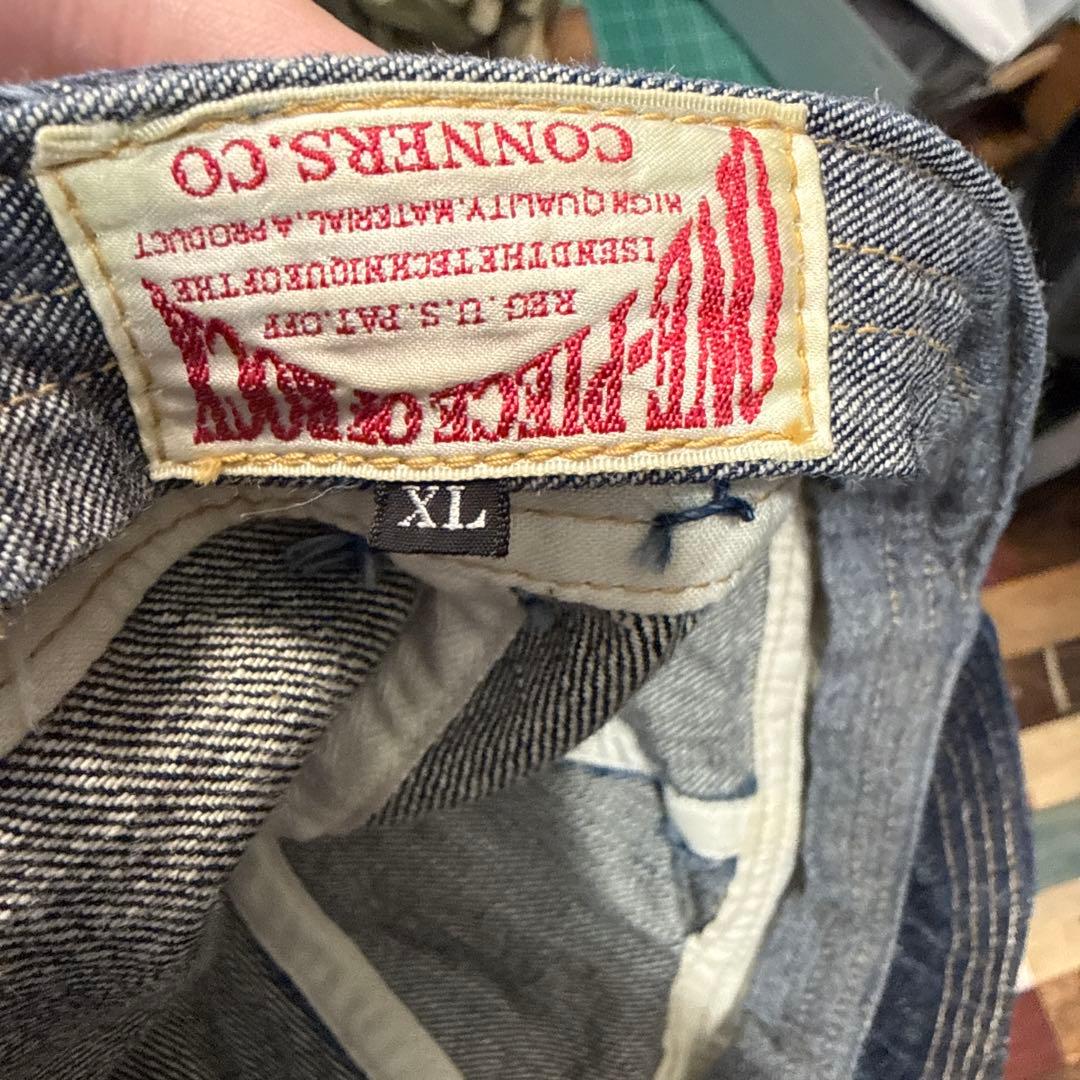 ONE-PIECE OF ROCK
REG. U.S. PAT. OFF
ISENDTHETECHNIQUEOFTHE
HIGH QUALITY.MATERIAL.&PRODUCT
CONNERS.CO
XL